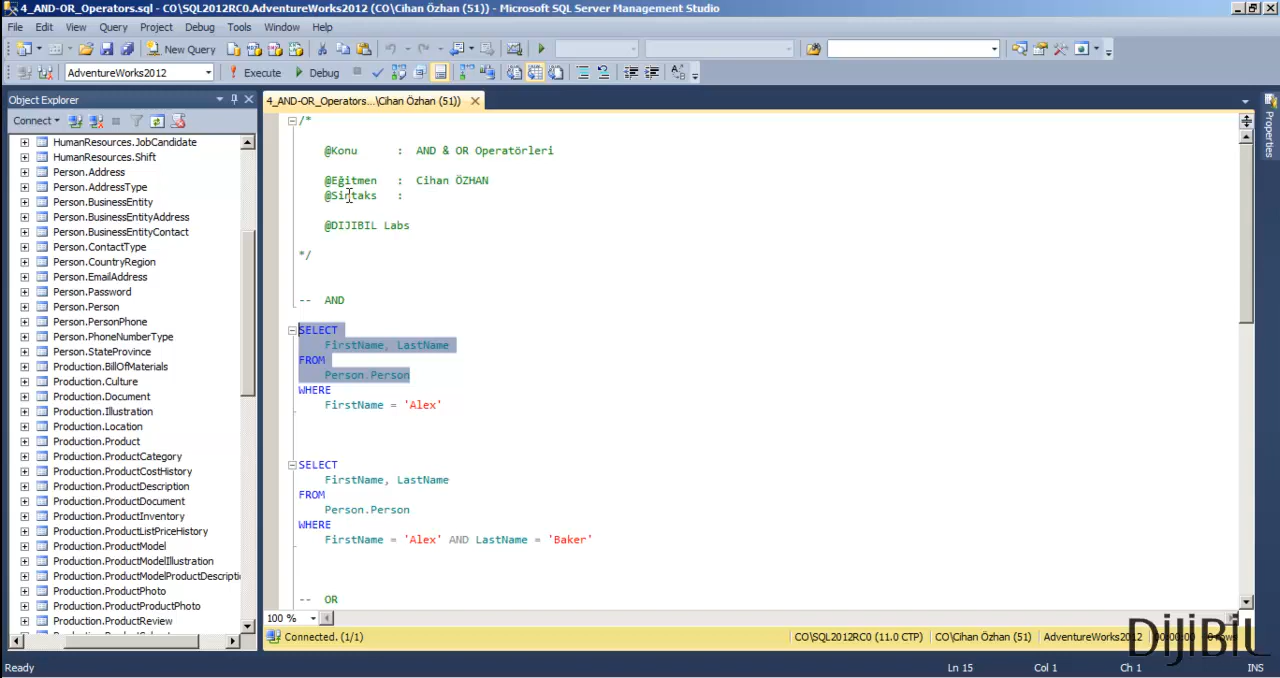 4_AND-OR_Operators.sql - CO\SQL2012RC0.AdventureWorks2012 (CO\Cihan Özhan (51)) - Microsoft SQL Server Management Studio
File Edit View Query Project Debug Tools Window Help
New Query
AdventureWorks2012 Execute Debug
Object Explorer
Connect
HumanResources.JobCandidate
HumanResources.Shift
Person.Address
Person.AddressType
Person.BusinessEntity
Person.BusinessEntityAddress
Person.BusinessEntityContact
Person.ContactType
Person.CountryRegion
Person.EmailAddress
Person.Password
Person.Person
Person.PersonPhone
Person.PhoneNumberType
Person.StateProvince
Production.BillOfMaterials
Production.Culture
Production.Document
Production.Illustration
Production.Location
Production.Product
Production.ProductCategory
Production.ProductCostHistory
Production.ProductDescription
Production.ProductDocument
Production.ProductInventory
Production.ProductListPriceHistory
Production.ProductModel
Production.ProductModelIllustration
Production.ProductModelProductDescripti
Production.ProductPhoto
Production.ProductProductPhoto
Production.ProductReview
4_AND-OR_Operators...\Cihan Özhan (51))
/*
@Konu : AND & OR Operatörleri
@Eğitmen : Cihan ÖZHAN
@Sintaks :
@DIJIBIL Labs
*/
-- AND
SELECT
FirstName, LastName
FROM
Person.Person
WHERE
FirstName = 'Alex'
SELECT
FirstName, LastName
FROM
Person.Person
WHERE
FirstName = 'Alex' AND LastName = 'Baker'
-- OR
100 %
Connected. (1/1) CO\SQL2012RC0 (11.0 CTP) CO\Cihan Özhan (51) AdventureWorks2012
Properties
DijiBiL
Ready Ln 15 Col 1 Ch 1 INS